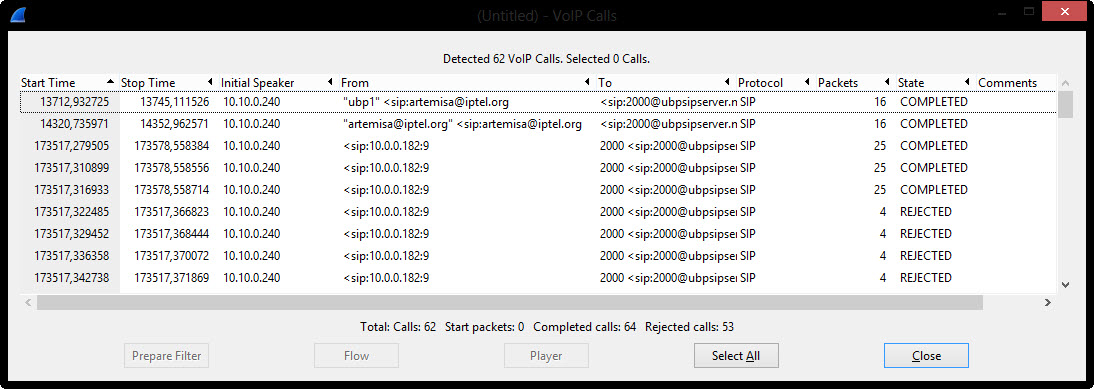 (Untitled) - VoIP Calls
Detected 62 VoIP Calls. Selected 0 Calls.
Start Time Stop Time Initial Speaker From To Protocol Packets State Comments
13712,932725 13745,111526 10.10.0.240 "ubp1" <sip:artemisa@iptel.org <sip:2000@ubpsipserver.n SIP 16 COMPLETED
14320,735971 14352,962571 10.10.0.240 "artemisa@iptel.org" <sip:artemisa@iptel.org <sip:2000@ubpsipserver.n SIP 16 COMPLETED
173517,279505 173578,558384 10.10.0.240 <sip:10.0.0.182:9 2000 <sip:2000@ubpsipser SIP 25 COMPLETED
173517,310899 173578,558556 10.10.0.240 <sip:10.0.0.182:9 2000 <sip:2000@ubpsipser SIP 25 COMPLETED
173517,316933 173578,558714 10.10.0.240 <sip:10.0.0.182:9 2000 <sip:2000@ubpsipser SIP 25 COMPLETED
173517,322485 173517,366823 10.10.0.240 <sip:10.0.0.182:9 2000 <sip:2000@ubpsipser SIP 4 REJECTED
173517,329452 173517,368444 10.10.0.240 <sip:10.0.0.182:9 2000 <sip:2000@ubpsipser SIP 4 REJECTED
173517,336358 173517,370072 10.10.0.240 <sip:10.0.0.182:9 2000 <sip:2000@ubpsipser SIP 4 REJECTED
173517,342738 173517,371869 10.10.0.240 <sip:10.0.0.182:9 2000 <sip:2000@ubpsipser SIP 4 REJECTED
Total: Calls: 62 Start packets: 0 Completed calls: 64 Rejected calls: 53
Prepare Filter Flow Player Select All Close